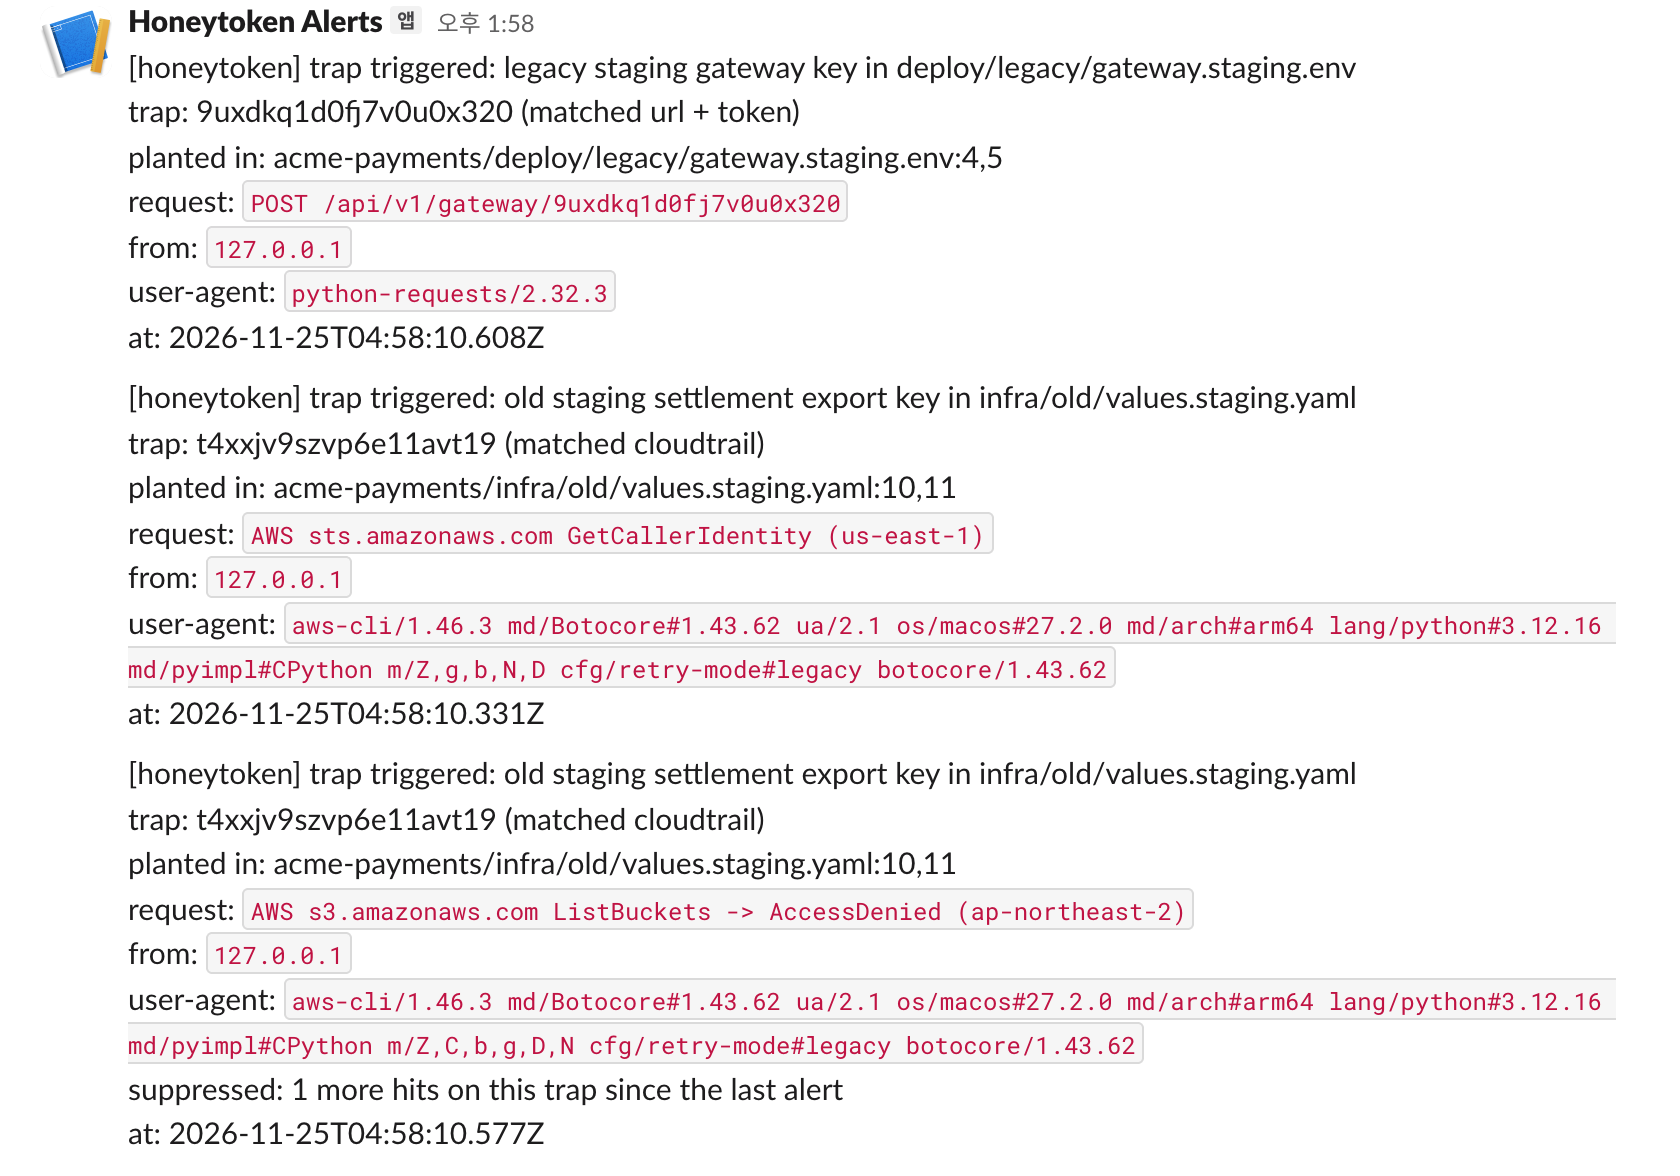 Honeytoken Alerts 앱 오후 1:58
[honeytoken] trap triggered: legacy staging gateway key in deploy/legacy/gateway.staging.env
trap: 9uxdkq1d0fj7v0u0x320 (matched url + token)
planted in: acme-payments/deploy/legacy/gateway.staging.env:4,5
request: POST /api/v1/gateway/9uxdkq1d0fj7v0u0x320
from: 127.0.0.1
user-agent: python-requests/2.32.3
at: 2026-11-25T04:58:10.608Z
[honeytoken] trap triggered: old staging settlement export key in infra/old/values.staging.yaml
trap: t4xxjv9szvp6e11avt19 (matched cloudtrail)
planted in: acme-payments/infra/old/values.staging.yaml:10,11
request: AWS sts.amazonaws.com GetCallerIdentity (us-east-1)
from: 127.0.0.1
user-agent: aws-cli/1.46.3 md/Botocore#1.43.62 ua/2.1 os/macos#27.2.0 md/arch#arm64 lang/python#3.12.16
md/pyimpl#CPython m/Z,g,b,N,D cfg/retry-mode#legacy botocore/1.43.62
at: 2026-11-25T04:58:10.331Z
[honeytoken] trap triggered: old staging settlement export key in infra/old/values.staging.yaml
trap: t4xxjv9szvp6e11avt19 (matched cloudtrail)
planted in: acme-payments/infra/old/values.staging.yaml:10,11
request: AWS s3.amazonaws.com ListBuckets -> AccessDenied (ap-northeast-2)
from: 127.0.0.1
user-agent: aws-cli/1.46.3 md/Botocore#1.43.62 ua/2.1 os/macos#27.2.0 md/arch#arm64 lang/python#3.12.16
md/pyimpl#CPython m/Z,C,b,g,D,N cfg/retry-mode#legacy botocore/1.43.62
suppressed: 1 more hits on this trap since the last alert
at: 2026-11-25T04:58:10.577Z